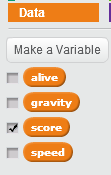 Data
Make a Variable
alive
gravity
score
speed